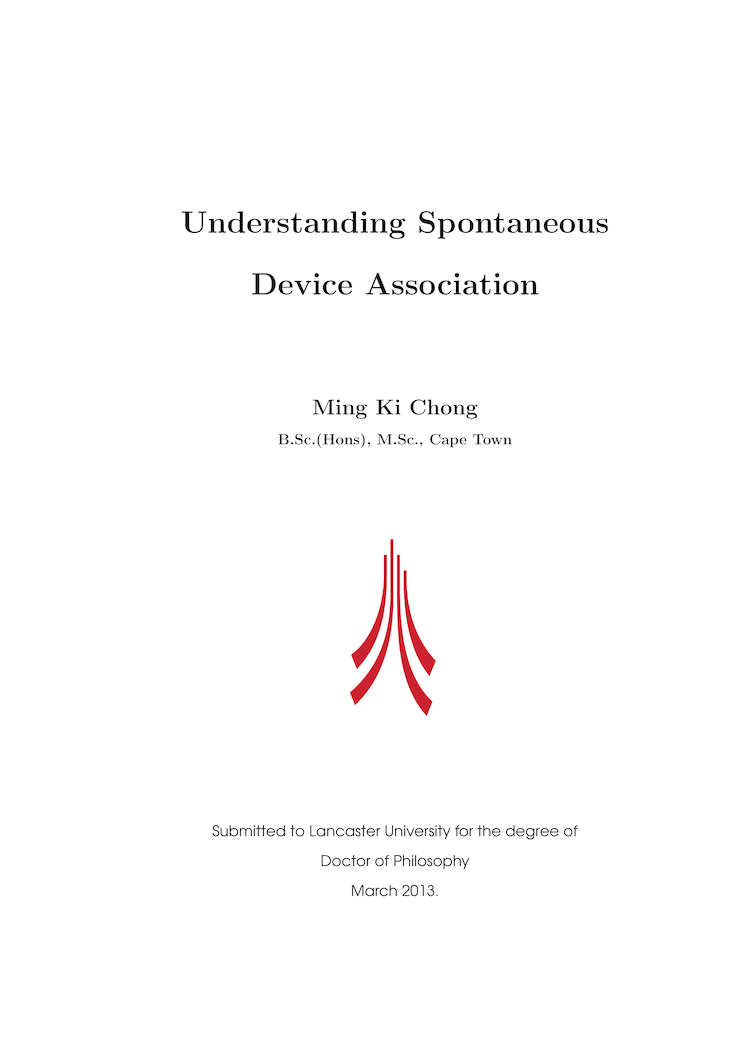 Understanding Spontaneous
Device Association
Ming Ki Chong
B.Sc.(Hons), M.Sc., Cape Town
Submitted to Lancaster University for the degree of
Doctor of Philosophy
March 2013.